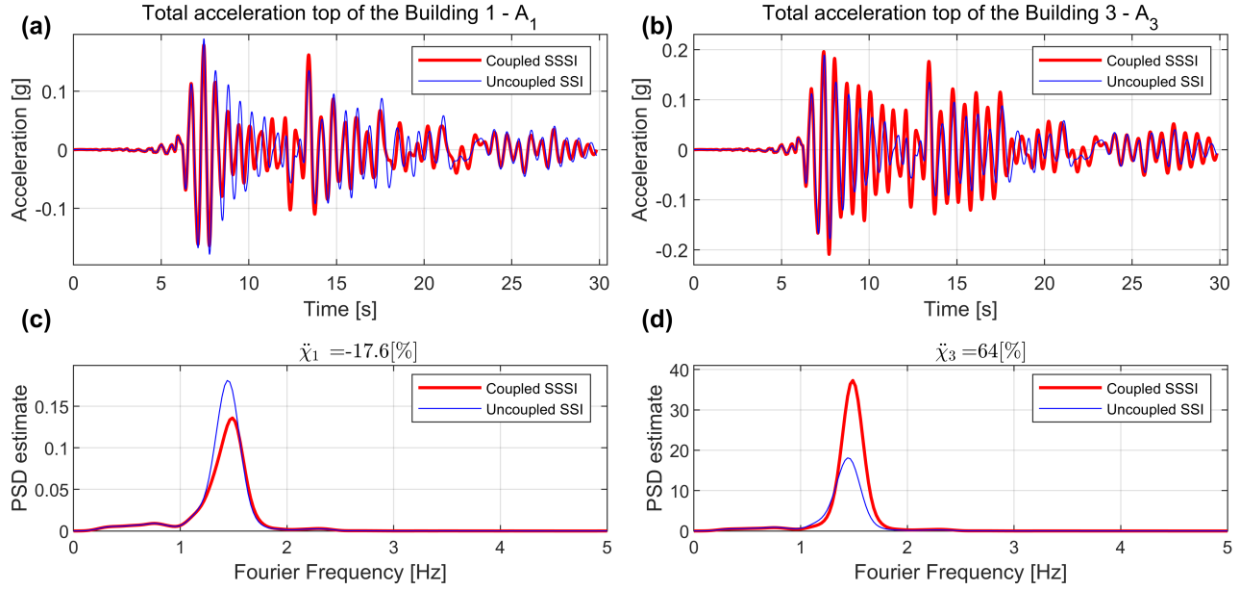 Total acceleration top of the Building 1 - A₁
(a)
Acceleration [g]
0.1
0
-0.1
Coupled SSSI
Uncoupled SSI
0 5 10 15 20 25 30
Time [s]
Total acceleration top of the Building 3 - A₃
(b)
Acceleration [g]
0.2
0.1
0
-0.1
-0.2
Coupled SSSI
Uncoupled SSI
0 5 10 15 20 25 30
Time [s]
(c)
χ̈₁ =-17.6[%]
PSD estimate
0.15
0.1
0.05
0
Coupled SSSI
Uncoupled SSI
0 1 2 3 4 5
Fourier Frequency [Hz]
(d)
χ̈₃ =64[%]
PSD estimate
40
30
20
10
0
Coupled SSSI
Uncoupled SSI
0 1 2 3 4 5
Fourier Frequency [Hz]